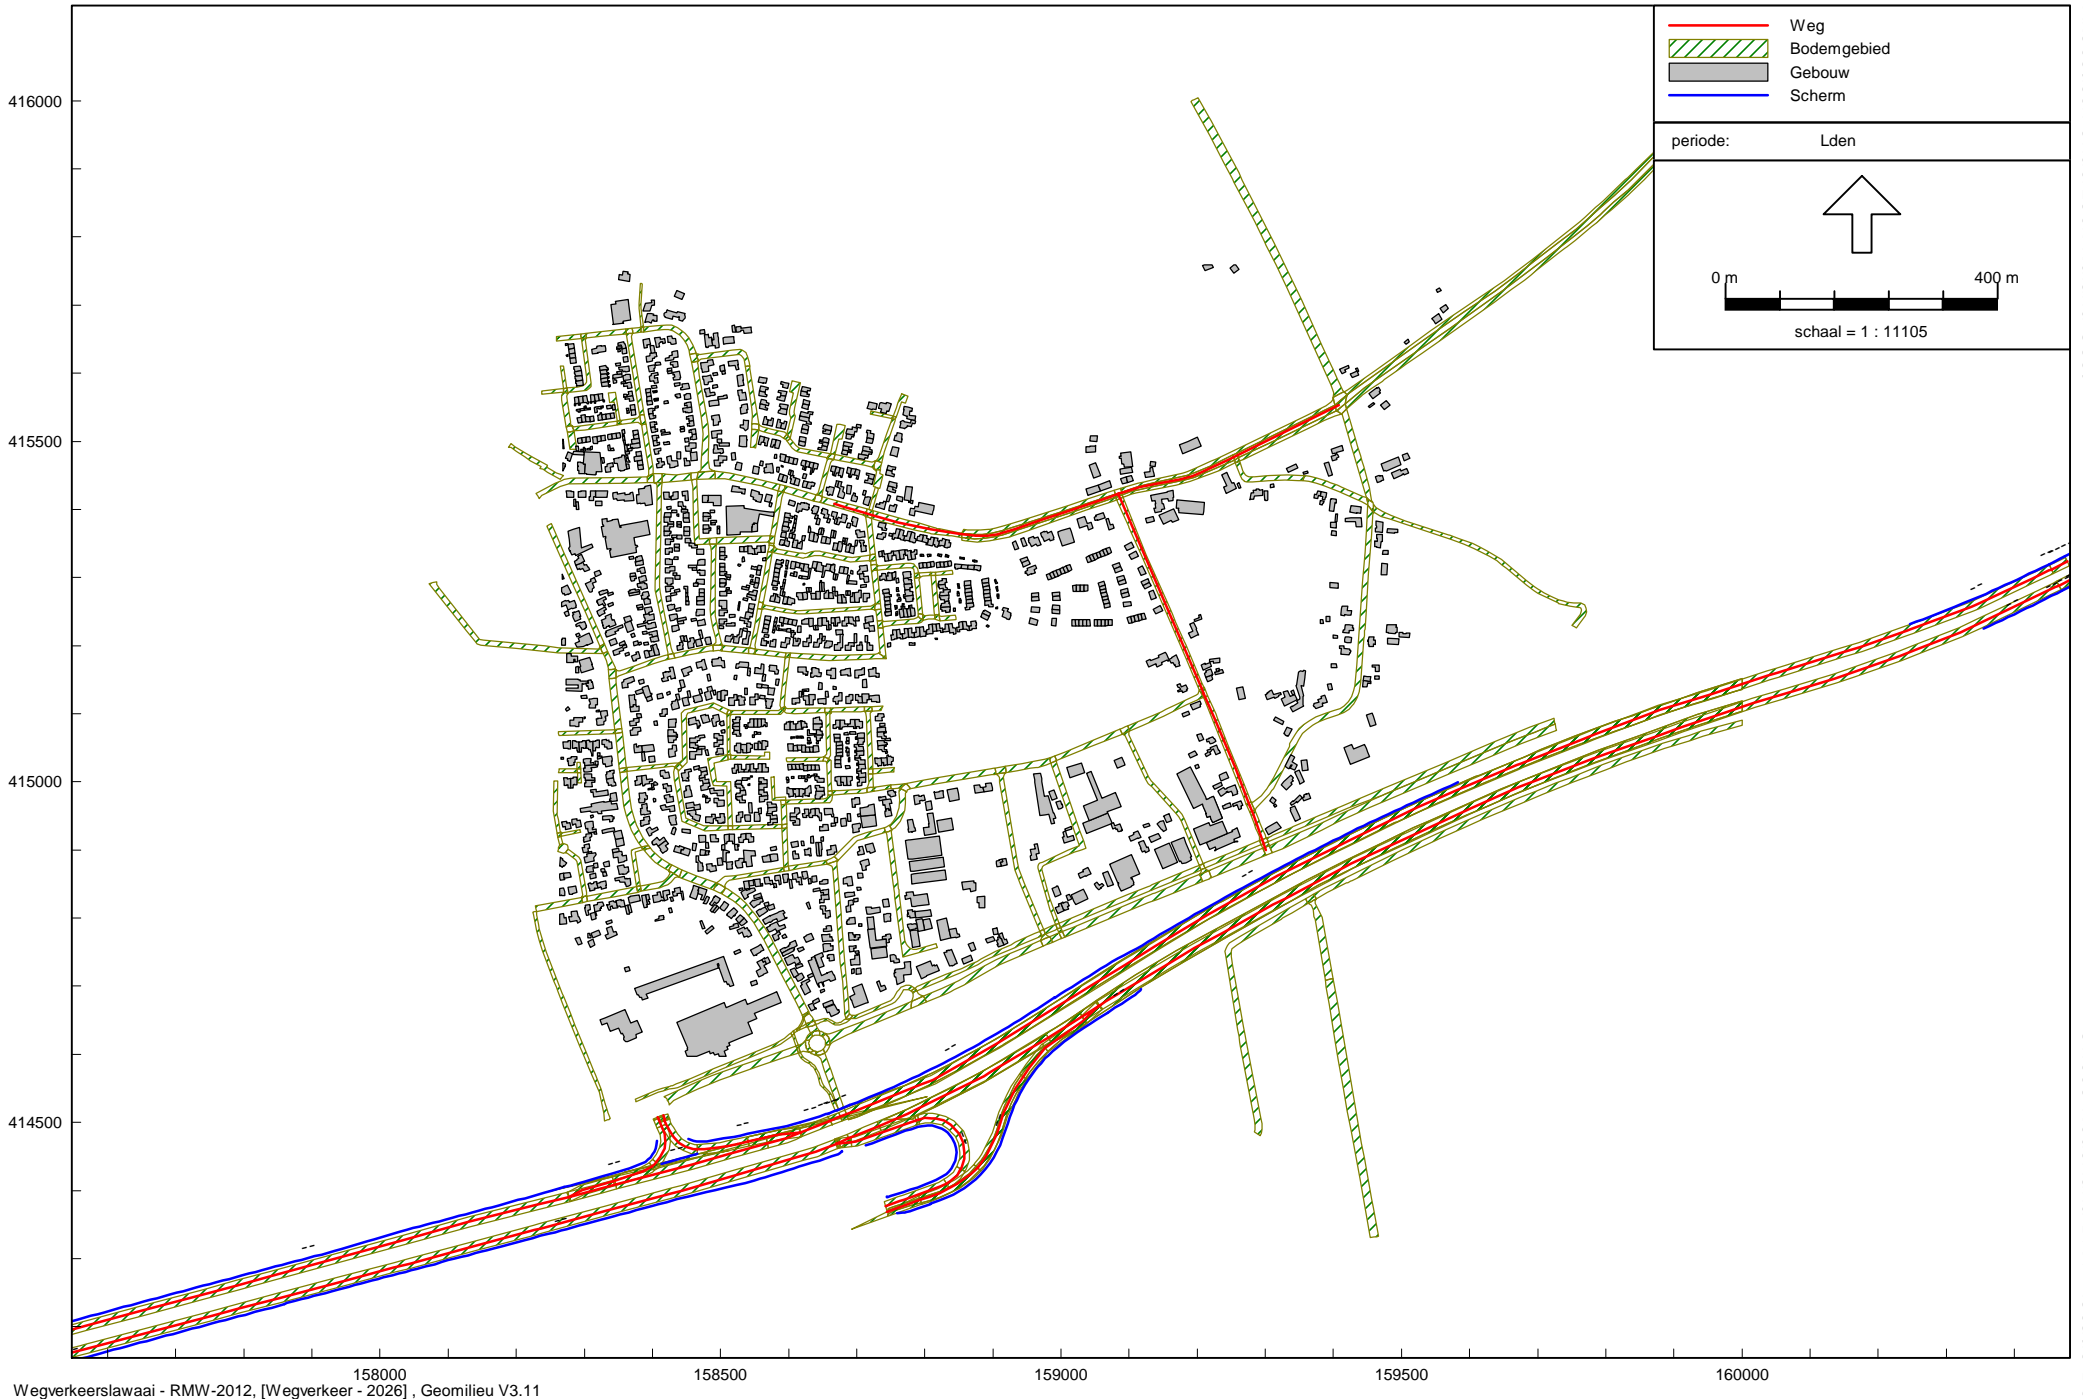 Weg
Bodemgebied
Gebouw
Scherm
416000
periode: Lden
0 m 400 m
schaal = 1 : 11105
415500
415000
414500
158000 158500 159000 159500 160000
Wegverkeerslawaai - RMW-2012, [Wegverkeer - 2026] , Geomilieu V3.11